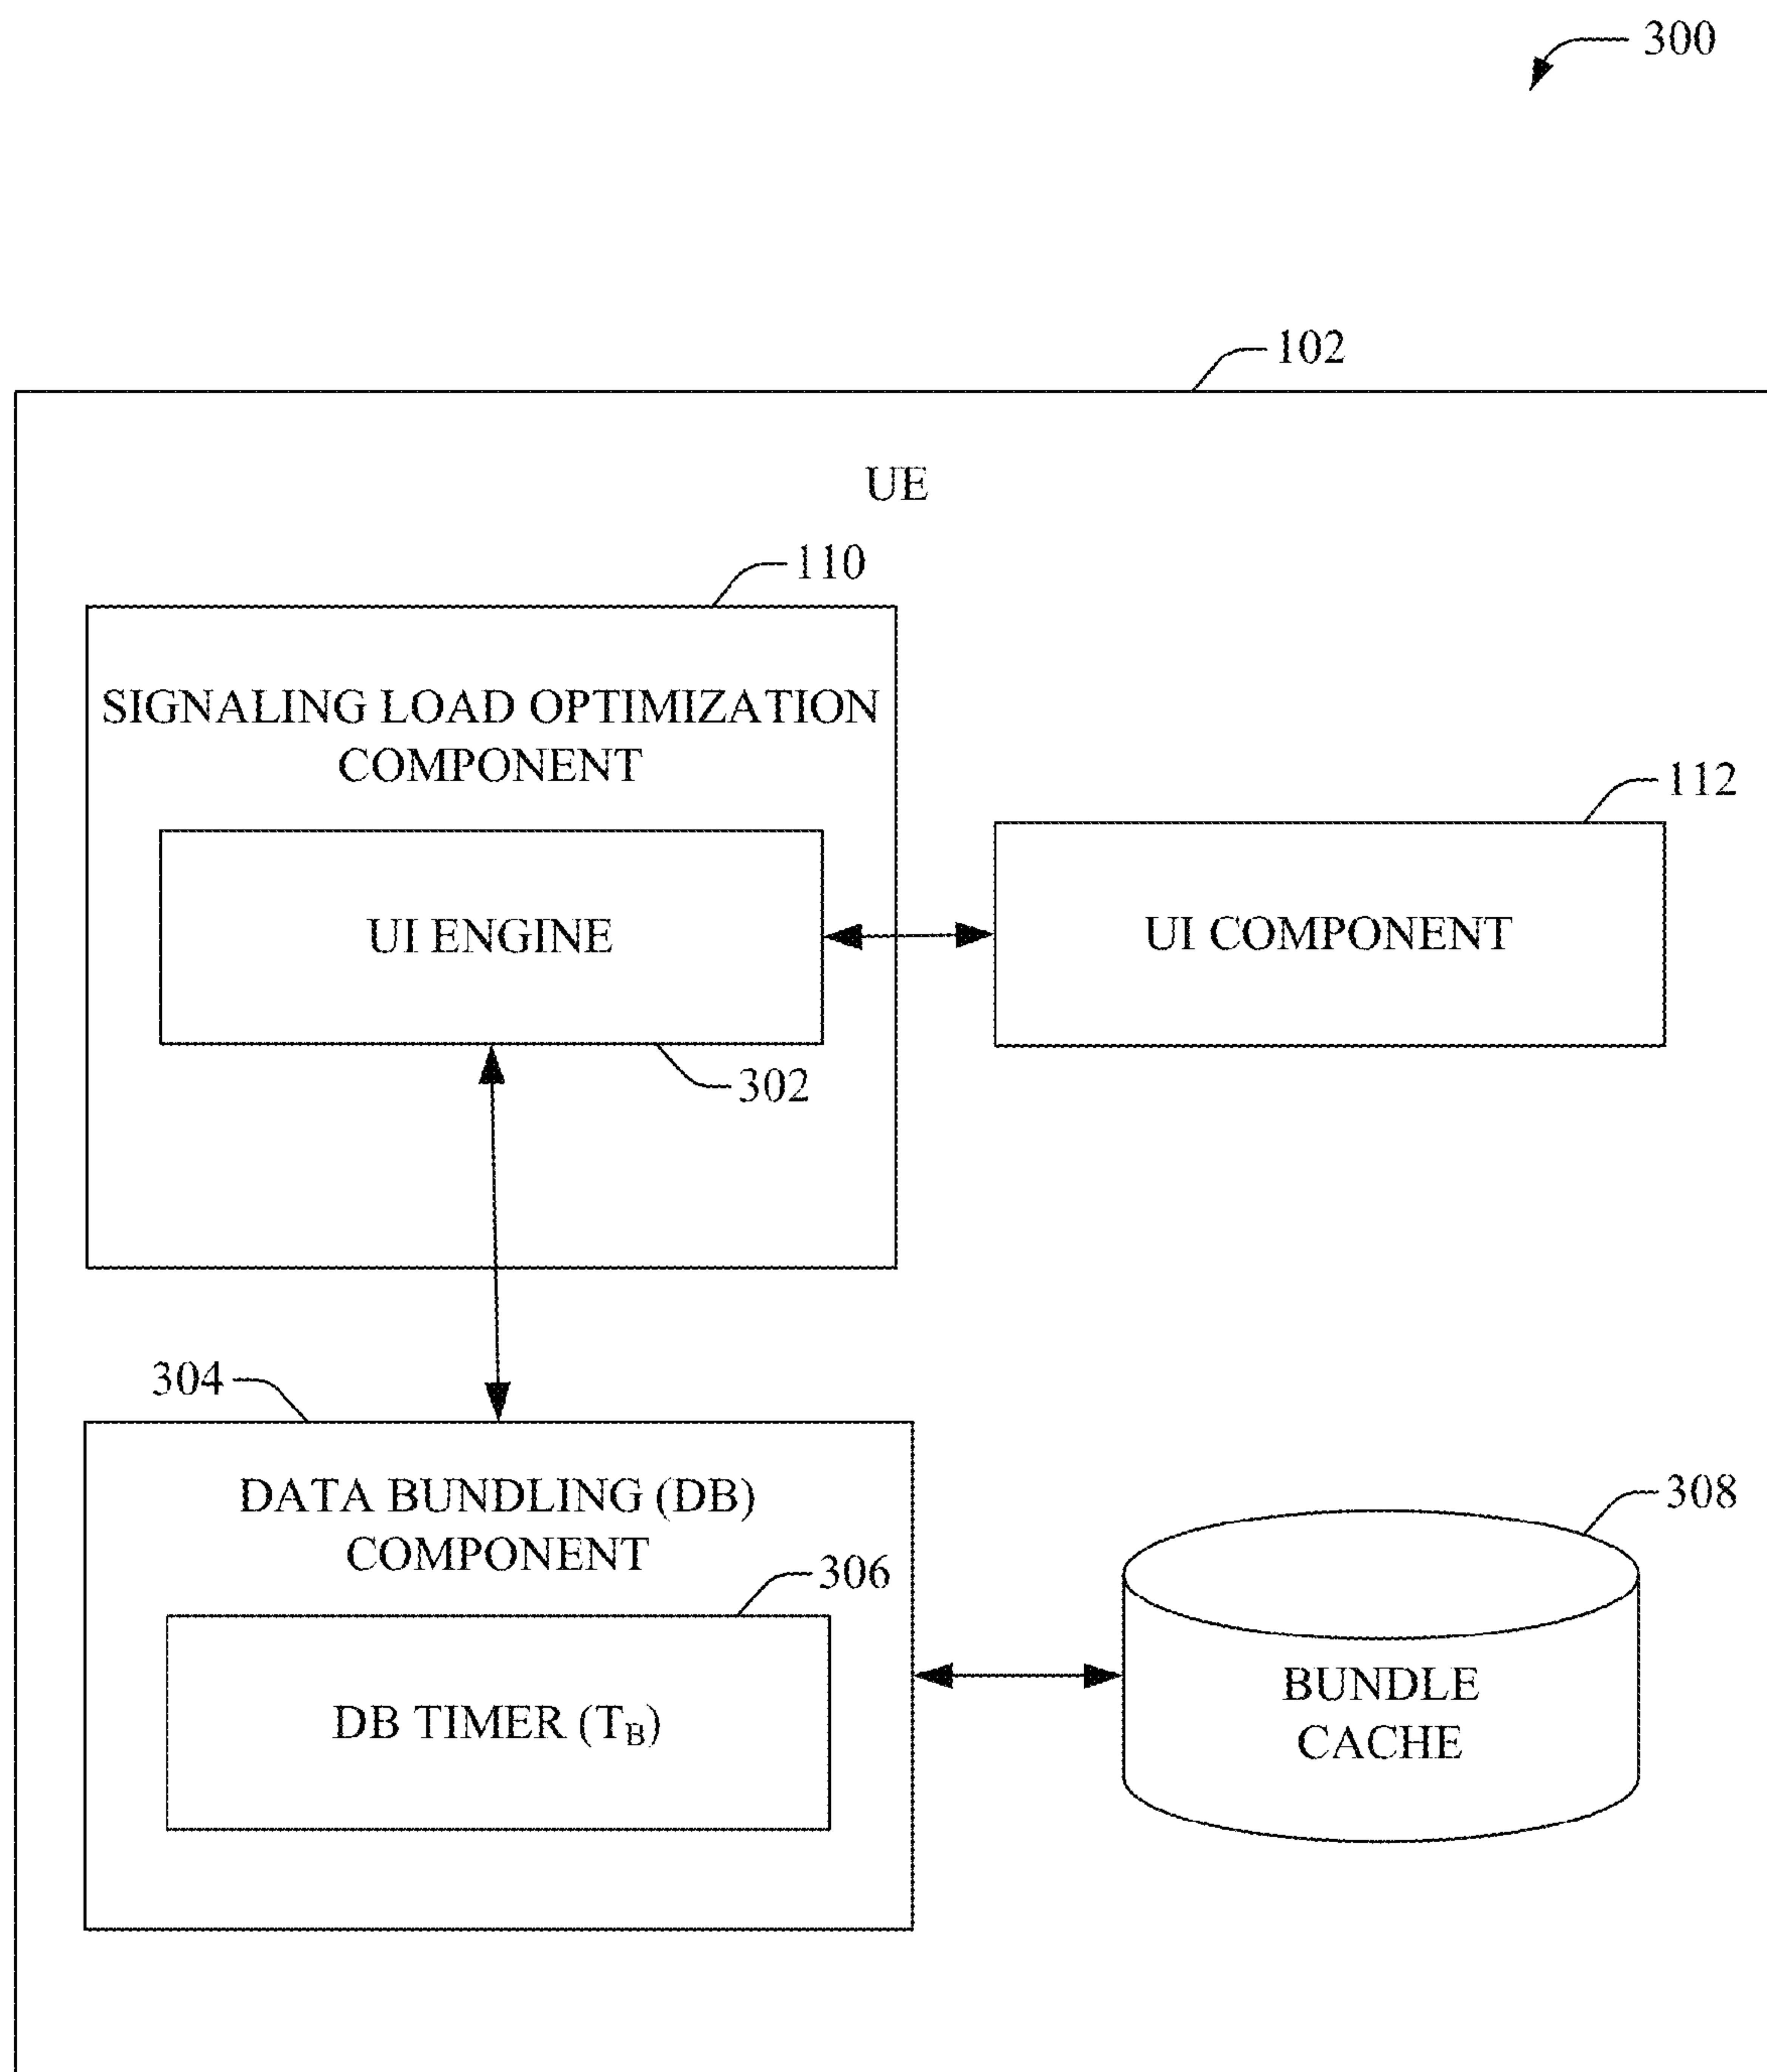 300
102
UE
110
SIGNALING LOAD OPTIMIZATION
COMPONENT
112
UI ENGINE
UI COMPONENT
302
304
DATA BUNDLING (DB)
COMPONENT
308
306
BUNDLE
CACHE
DB TIMER (TB)